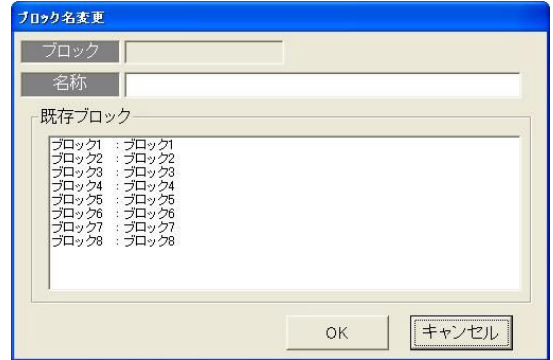 ブロック名変更
ブロック
名称
既存ブロック
ブロック1 : ブロック1
ブロック2 : ブロック2
ブロック3 : ブロック3
ブロック4 : ブロック4
ブロック5 : ブロック5
ブロック6 : ブロック6
ブロック7 : ブロック7
ブロック8 : ブロック8
OK キャンセル